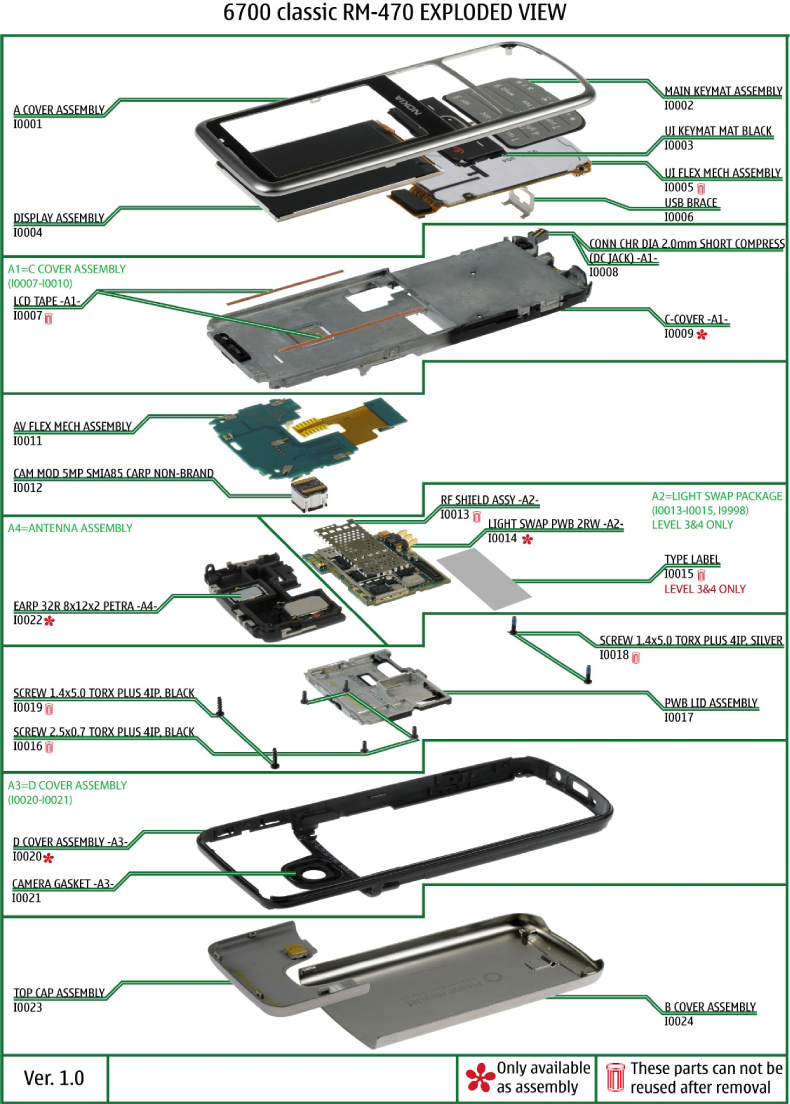 6700 classic RM-470 EXPLODED VIEW
A COVER ASSEMBLY
I0001
NOKIA
MAIN KEYMAT ASSEMBLY
I0002
UI KEYMAT MAT BLACK
I0003
UI FLEX MECH ASSEMBLY
I0005
USB BRACE
I0006
DISPLAY ASSEMBLY
I0004
A1=C COVER ASSEMBLY
(I0007-I0010)
LCD TAPE -A1-
I0007
CONN CHR DIA 2.0mm SHORT COMPRESS
(DC JACK) -A1-
I0008
C-COVER -A1-
I0009
AV FLEX MECH ASSEMBLY
I0011
CAM MOD 5MP SMIA85 CARP NON-BRAND
I0012
RF SHIELD ASSY -A2-
I0013
LIGHT SWAP PWB 2RW -A2-
I0014
A2=LIGHT SWAP PACKAGE
(I0013-I0015, I9998)
LEVEL 3&4 ONLY
TYPE LABEL
I0015
LEVEL 3&4 ONLY
A4=ANTENNA ASSEMBLY
EARP 32R 8x12x2 PETRA -A4-
I0022
SCREW 1.4x5.0 TORX PLUS 4IP, SILVER
I0018
SCREW 1.4x5.0 TORX PLUS 4IP, BLACK
I0019
SCREW 2.5x0.7 TORX PLUS 4IP, BLACK
I0016
PWB LID ASSEMBLY
I0017
A3=D COVER ASSEMBLY
(I0020-I0021)
D COVER ASSEMBLY -A3-
I0020
CAMERA GASKET -A3-
I0021
TOP CAP ASSEMBLY
I0023
B COVER ASSEMBLY
I0024
Ver. 1.0
Only available
as assembly
These parts can not be
reused after removal